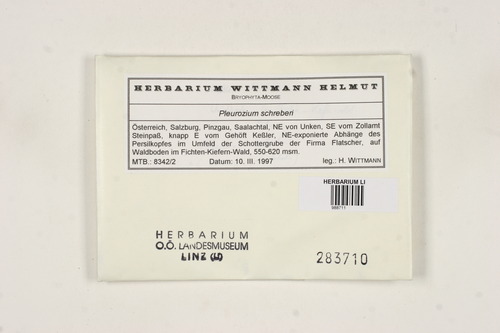 HERBARIUM WITTMANN HELMUT
BRYOPHYTA-MOOSE
Pleurozium schreberi
Österreich, Salzburg, Pinzgau, Saalachtal, NE von Unken, SE vom Zollamt
Steinpaß, knapp E vom Gehöft Keßler, NE-exponierte Abhänge des
Persilkopfes im Umfeld der Schottergrube der Firma Flatscher, auf
Waldboden im Fichten-Kiefern-Wald, 550-620 msm.
MTB.: 8342/2 Datum: 10. III. 1997 leg.: H. WITTMANN
HERBARIUM LI
988711
HERBARIUM
O.Ö. LANDESMUSEUM
LINZ (LI)
283710